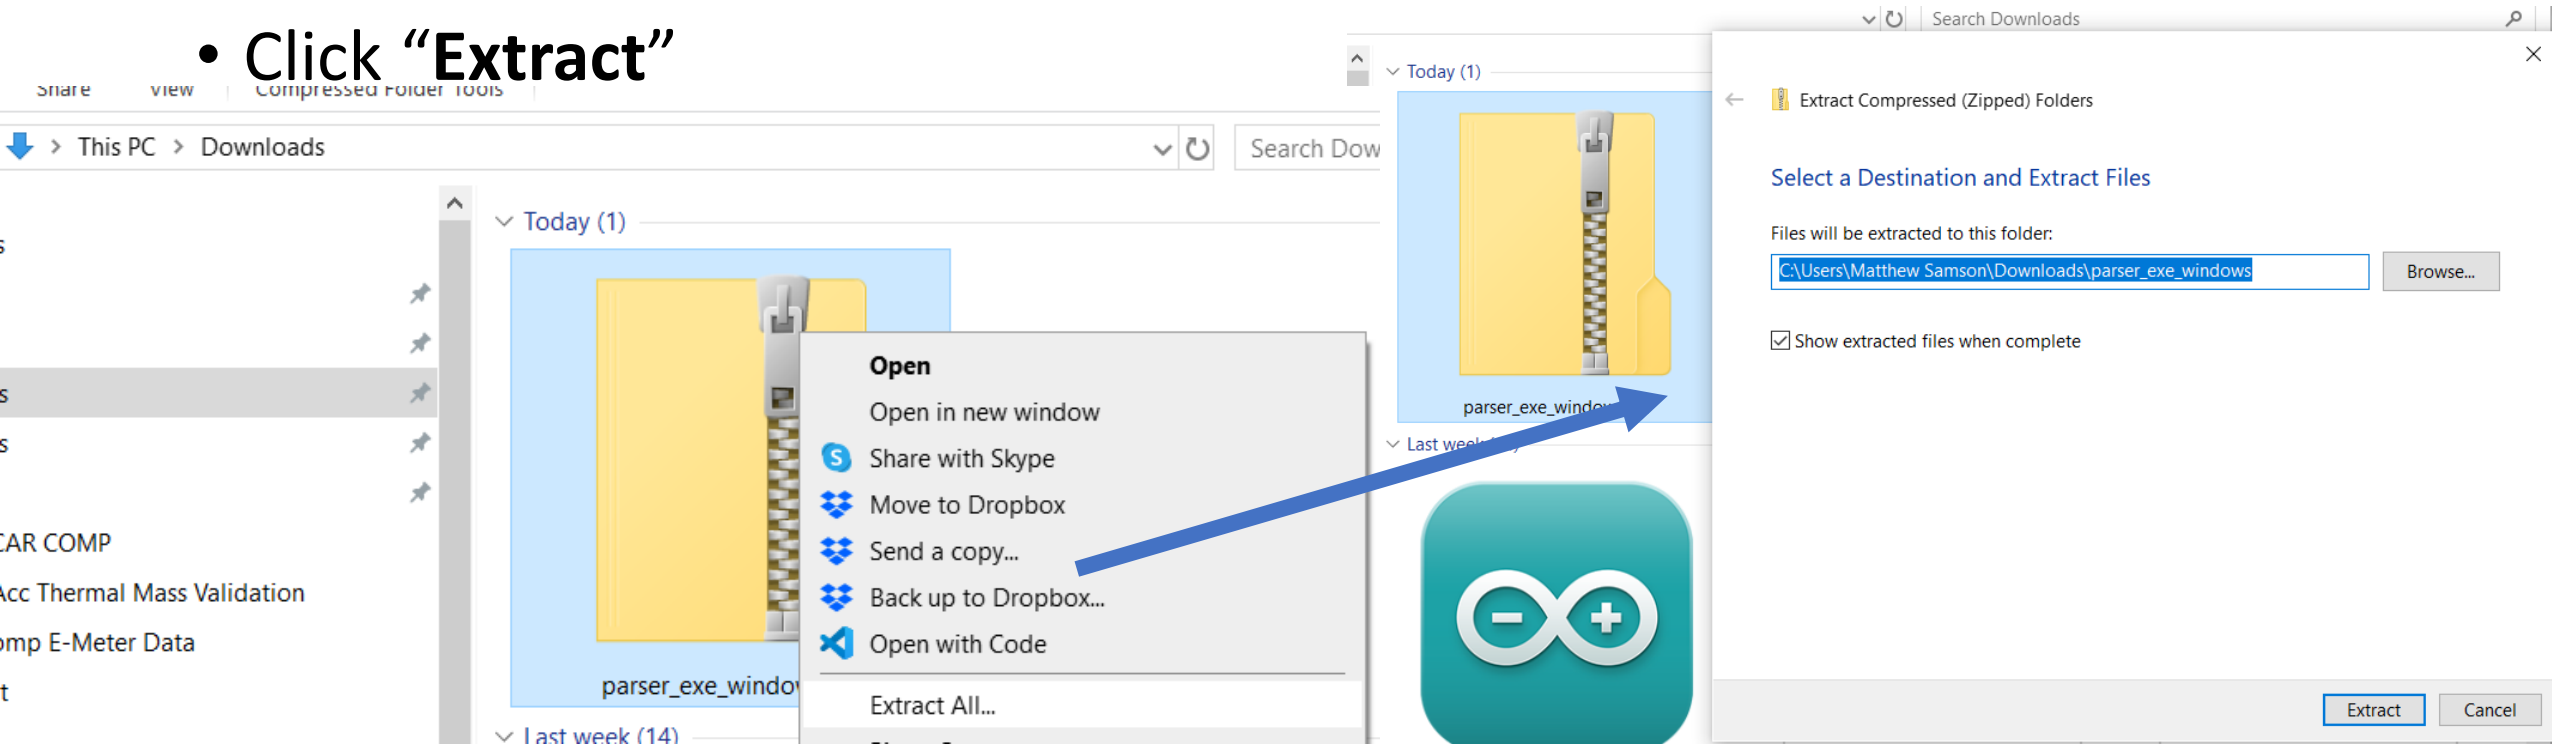 • Click “Extract”
Share View Compressed Folder Tools
> This PC > Downloads
Search Dow
s
Today (1)
s
s
CAR COMP
Acc Thermal Mass Validation
omp E-Meter Data
t
parser_exe_window
Last week (14)
Open
Open in new window
Share with Skype
Move to Dropbox
Send a copy...
Back up to Dropbox...
Open with Code
Extract All...
Search Downloads
Today (1)
parser_exe_window
Last week
Extract Compressed (Zipped) Folders
Select a Destination and Extract Files
Files will be extracted to this folder:
C:\Users\Matthew Samson\Downloads\parser_exe_windows
Browse...
Show extracted files when complete
Extract Cancel